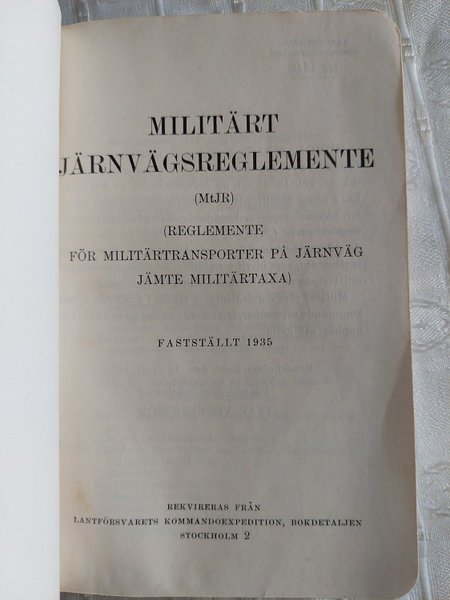 MILITÄRT
JÄRNVÄGSREGLEMENTE
(MtJR)
(REGLEMENTE
FÖR MILITÄRTRANSPORTER PÅ JÄRNVÄG
JÄMTE MILITÄRTAXA)
FASTSTÄLLT 1935
REKVIRERAS FRÅN
LANTFÖRSVARETS KOMMANDOEXPEDITION, BOKDETALJEN
STOCKHOLM 2